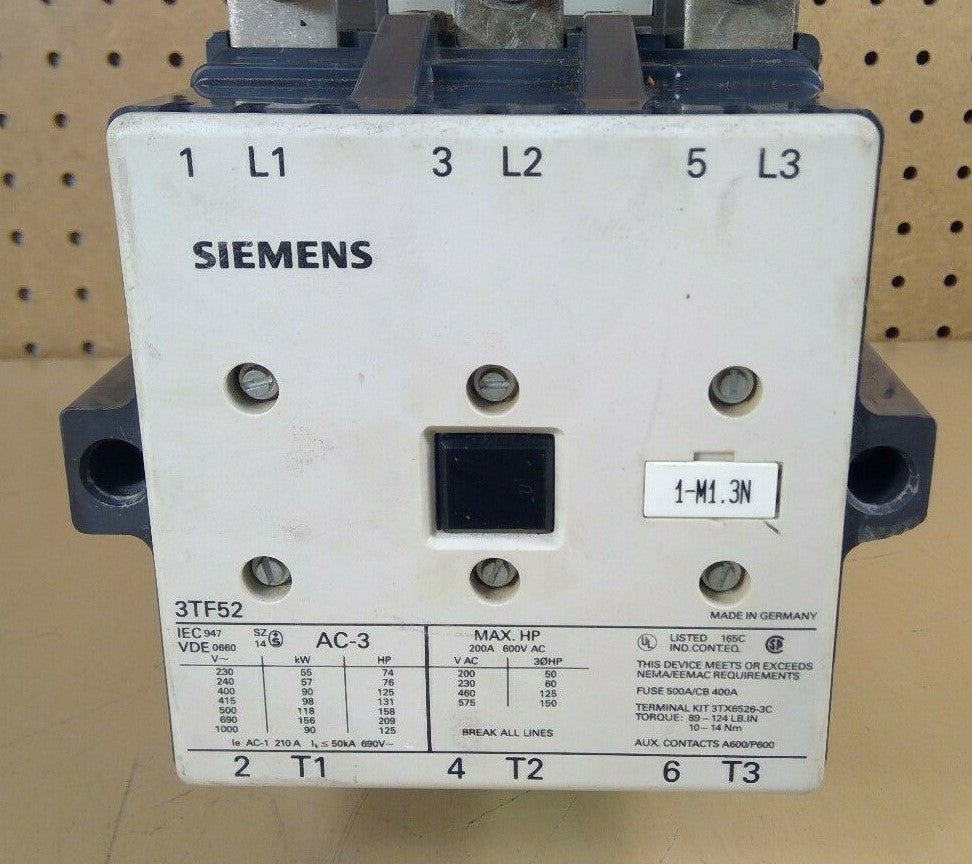 1 L1 3 L2 5 L3
SIEMENS
1-M1.3N
3TF52
MADE IN GERMANY
IEC 947
VDE 0660
SZ
14
AC-3
V~ kW HP
230 55 74
240 57 76
400 90 125
415 98 131
500 118 158
690 156 209
1000 90 125
Ie AC-1 210 A Ik ≤ 50kA 690V~
MAX. HP
200A 600V AC
V AC 3ØHP
200 50
230 60
460 125
575 150
BREAK ALL LINES
UL LISTED 165C
IND.CONT.EQ.
THIS DEVICE MEETS OR EXCEEDS
NEMA/EEMAC REQUIREMENTS
FUSE 500A/CB 400A
TERMINAL KIT 3TX6526-3C
TORQUE: 89-124 LB.IN
10-14 Nm
AUX. CONTACTS A600/P600
2 T1 4 T2 6 T3